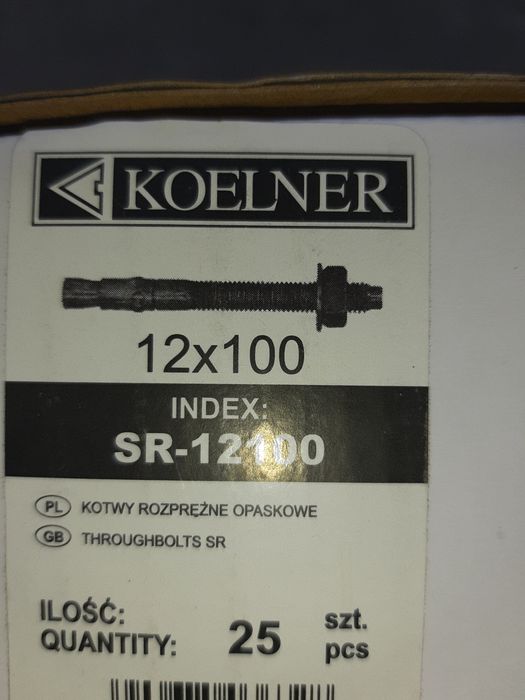 KOELNER
12x100
INDEX:
SR-12100
PL KOTWY ROZPRĘŻNE OPASKOWE
GB THROUGHBOLTS SR
ILOŚĆ: szt.
QUANTITY: 25 pcs